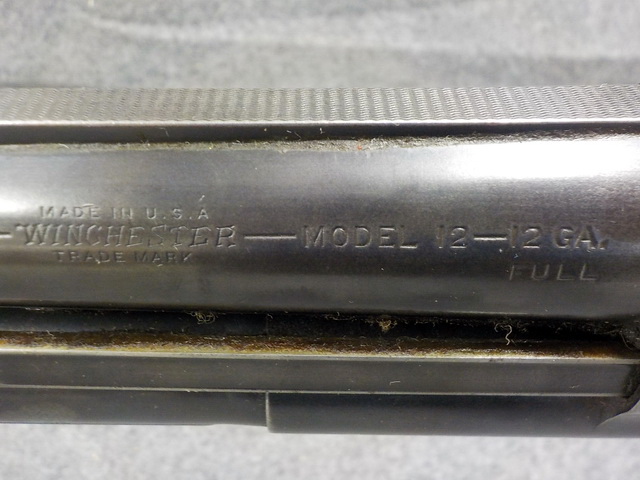 MADE IN U.S.A
-WINCHESTER-MODEL 12-12 GA.
TRADE MARK
FULL